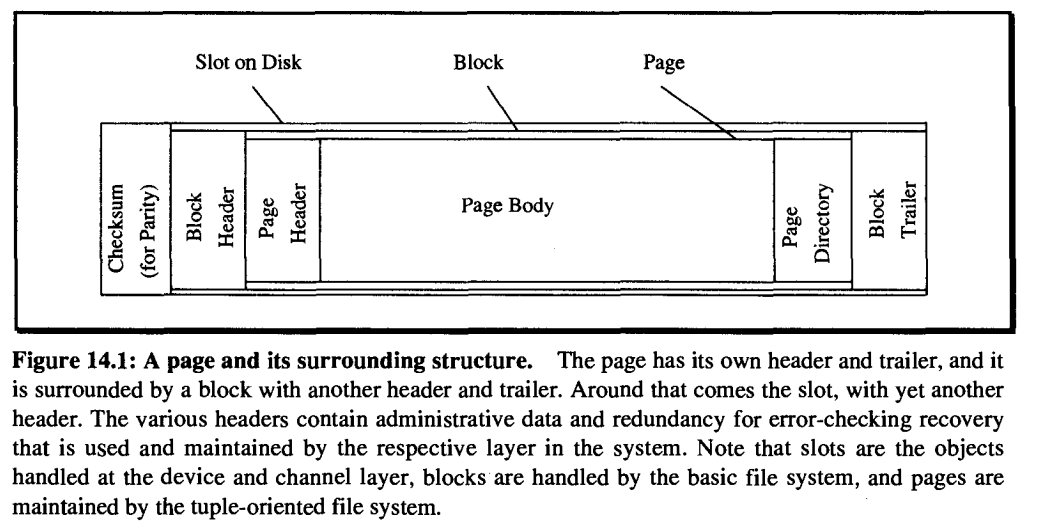 Slot on Disk Block Page
Checksum
(for Parity)
Block
Header
Page
Header
Page Body
Page
Directory
Block
Trailer
Figure 14.1: A page and its surrounding structure. The page has its own header and trailer, and it
is surrounded by a block with another header and trailer. Around that comes the slot, with yet another
header. The various headers contain administrative data and redundancy for error-checking recovery
that is used and maintained by the respective layer in the system. Note that slots are the objects
handled at the device and channel layer, blocks are handled by the basic file system, and pages are
maintained by the tuple-oriented file system.